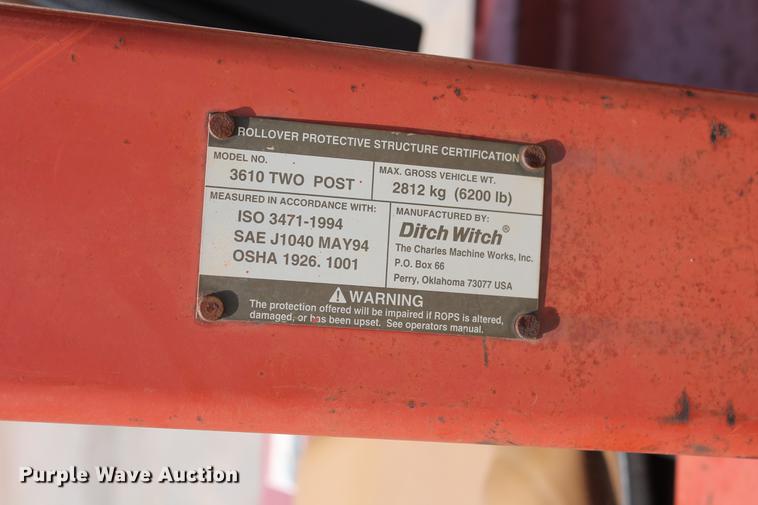 ROLLOVER PROTECTIVE STRUCTURE CERTIFICATION
MODEL NO.
3610 TWO POST
MAX. GROSS VEHICLE WT.
2812 kg (6200 lb)
MEASURED IN ACCORDANCE WITH:
ISO 3471-1994
SAE J1040 MAY94
OSHA 1926. 1001
MANUFACTURED BY:
Ditch Witch®
The Charles Machine Works, Inc.
P.O. Box 66
Perry, Oklahoma 73077 USA
WARNING
The protection offered will be impaired if ROPS is altered,
damaged, or has been upset. See operators manual.
Purple Wave Auction